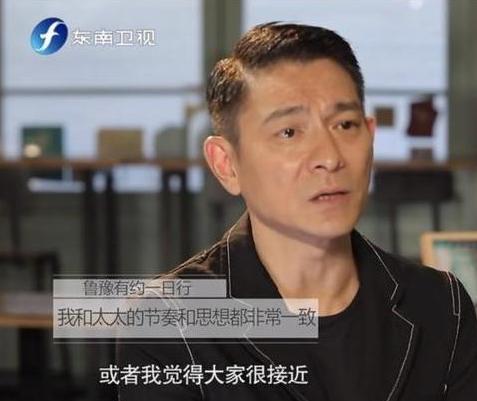 东南卫视
鲁豫有约一日行
我和太太的节奏和思想都非常一致
或者我觉得大家很接近